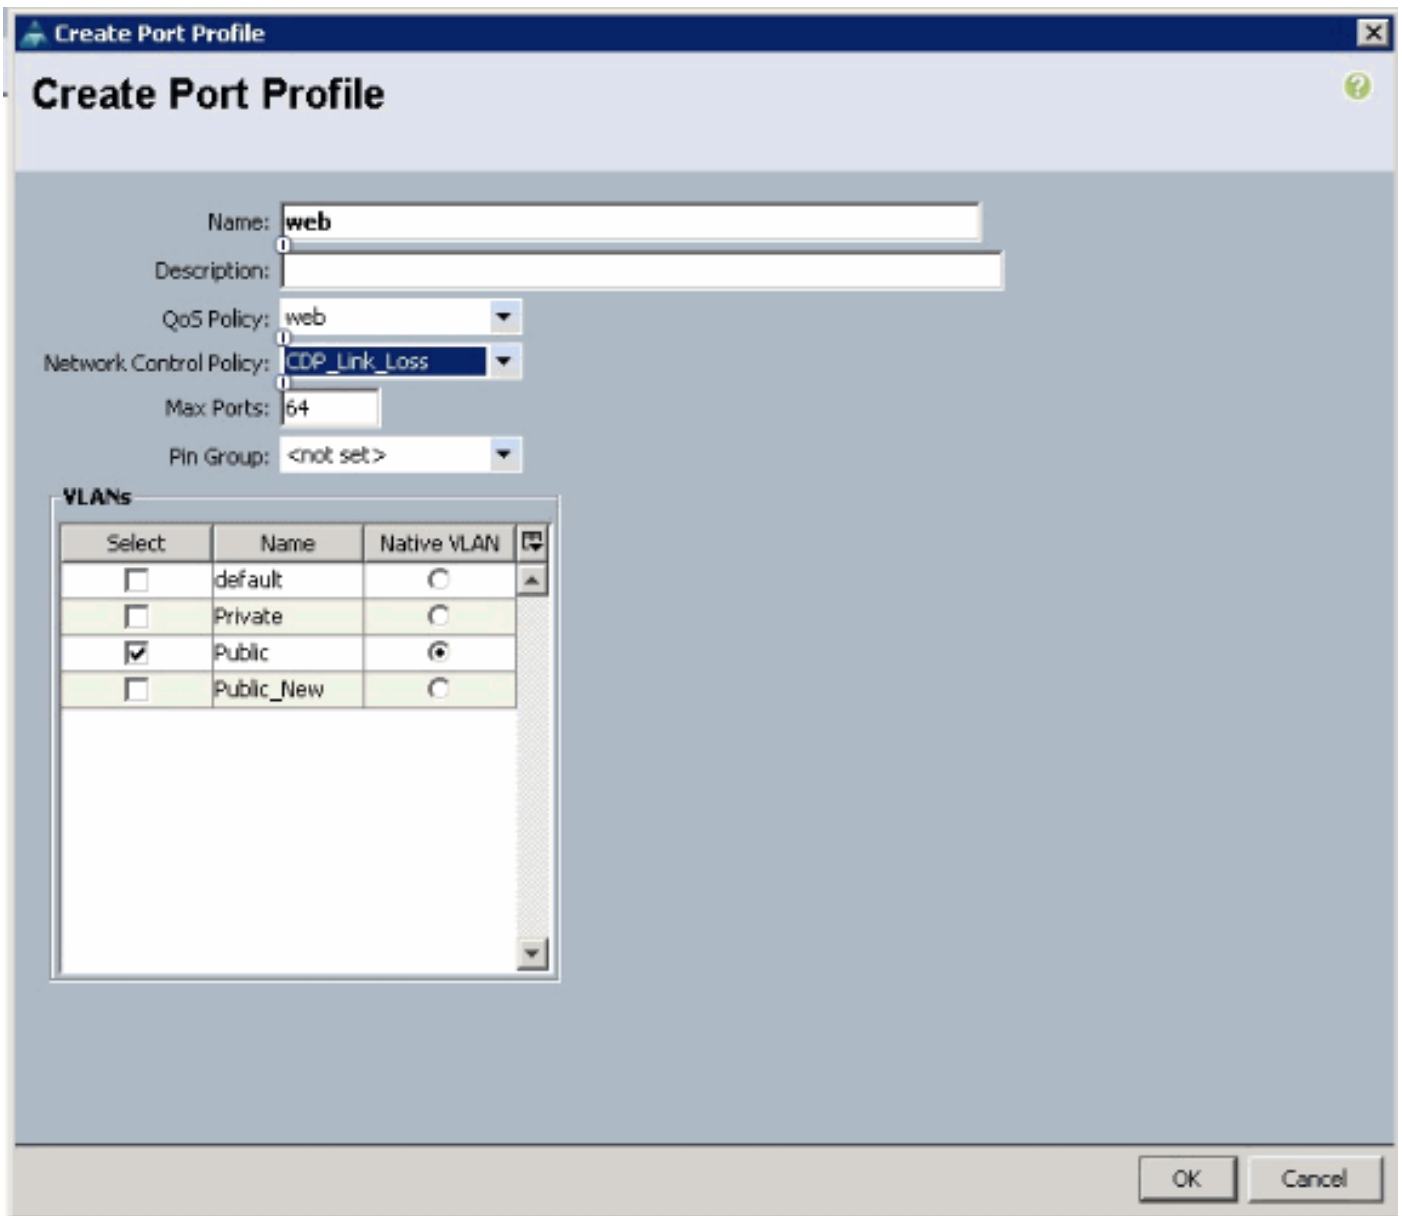 Create Port Profile
Create Port Profile
Name: web
Description:
QoS Policy: web
Network Control Policy: CDP_Link_Loss
Max Ports: 64
Pin Group: <not set>
VLANs
Select Name Native VLAN
default
Private
Public
Public_New
OK Cancel